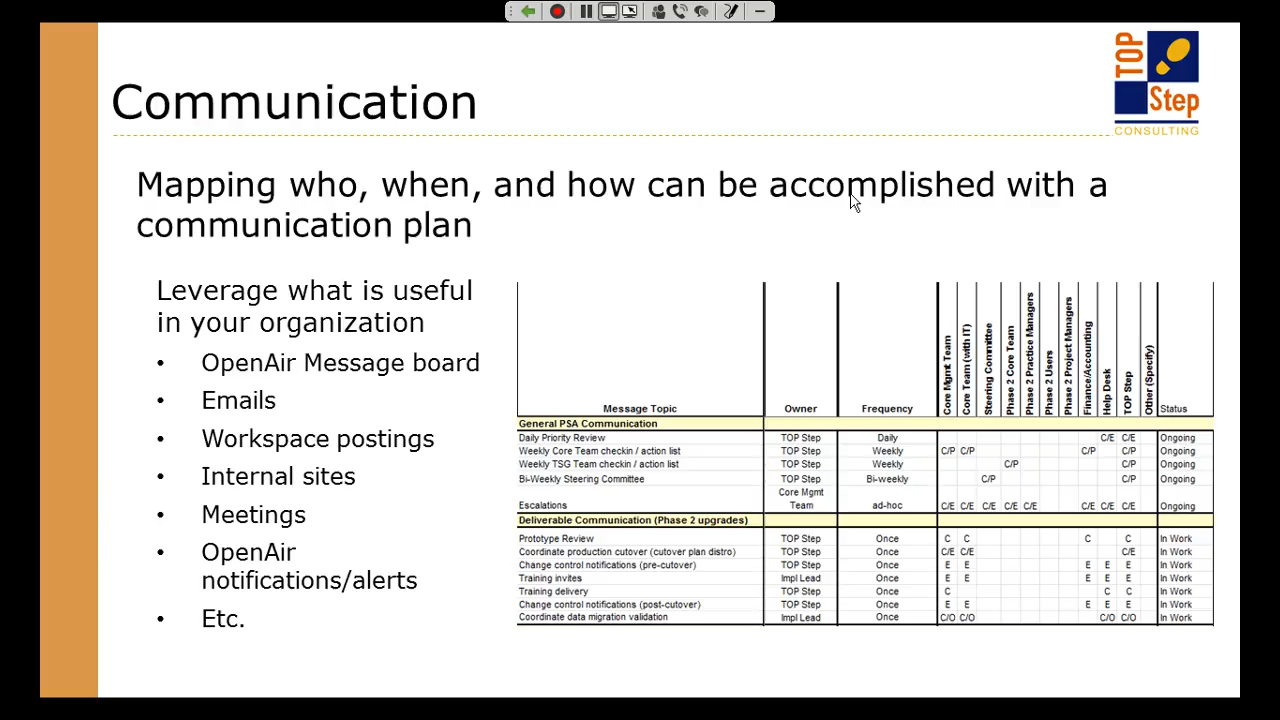 TOP
Step
CONSULTING
Communication
Mapping who, when, and how can be accomplished with a
communication plan
Leverage what is useful
in your organization
• OpenAir Message board
• Emails
• Workspace postings
• Internal sites
• Meetings
• OpenAir
notifications/alerts
• Etc.
Message Topic Owner Frequency Core Mgmt Team Core Team (with IT) Steering Committee Phase 2 Core Team Phase 2 Practice Managers Phase 2 Users Phase 2 Project Managers Finance/Accounting Help Desk TOP Step Other (Specify) Status
General PSA Communication
Daily Priority Review TOP Step Daily C/E C/E Ongoing
Weekly Core Team checkin / action list TOP Step Weekly C/P C/P C/P C/P Ongoing
Weekly TSG Team checkin / action list TOP Step Weekly C/P C/P Ongoing
Bi-Weekly Steering Committee TOP Step Bi-weekly C/P C/P Ongoing
Core Mgmt
Escalations Team ad-hoc C/E C/E C/E C/E C/E C/E C/E C/E Ongoing
Deliverable Communication (Phase 2 upgrades)
Prototype Review TOP Step Once C C C C In Work
Coordinate production cutover (cutover plan distro) TOP Step Once C/E C/E C/E In Work
Change control notifications (pre-cutover) TOP Step Once E E E E E In Work
Training invites Impl Lead Once E E E E E In Work
Training delivery TOP Step Once C C C In Work
Change control notifications (post-cutover) TOP Step Once E E E E E In Work
Coordinate data migration validation Impl Lead Once C/O C/O C/O C/O In Work